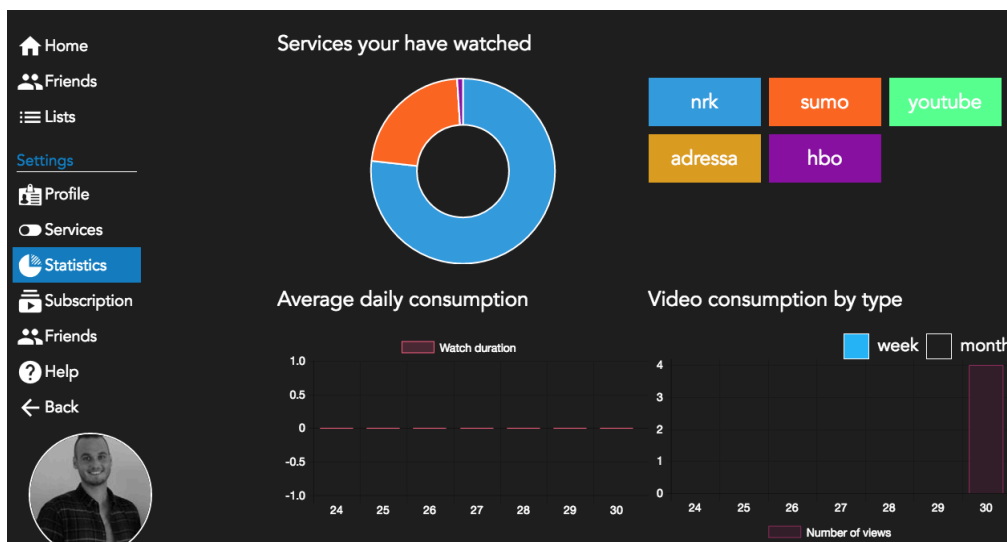 Home
Friends
Lists
Settings
Profile
Services
Statistics
Subscription
Friends
Help
Back
Services your have watched
nrk sumo youtube
adressa hbo
Average daily consumption
Watch duration
1.0
0.5
0
-0.5
-1.0
24 25 26 27 28 29 30
Video consumption by type
week month
4
3
2
1
0
24 25 26 27 28 29 30
Number of views